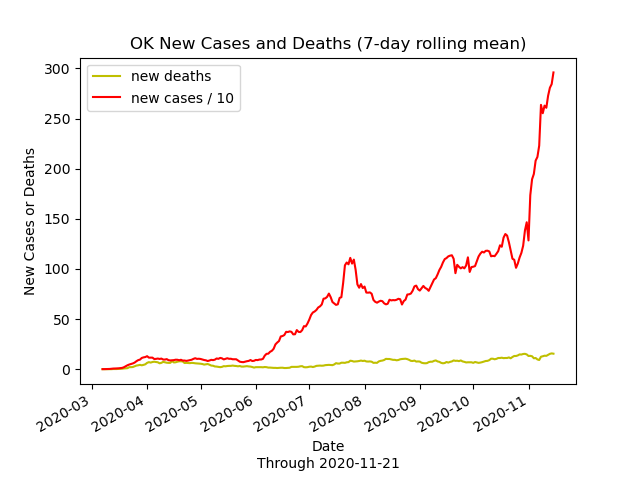 OK New Cases and Deaths (7-day rolling mean)
new deaths
new cases / 10
New Cases or Deaths
300
250
200
150
100
50
0
2020-03
2020-04
2020-05
2020-06
2020-07
2020-08
2020-09
2020-10
2020-11
Date
Through 2020-11-21